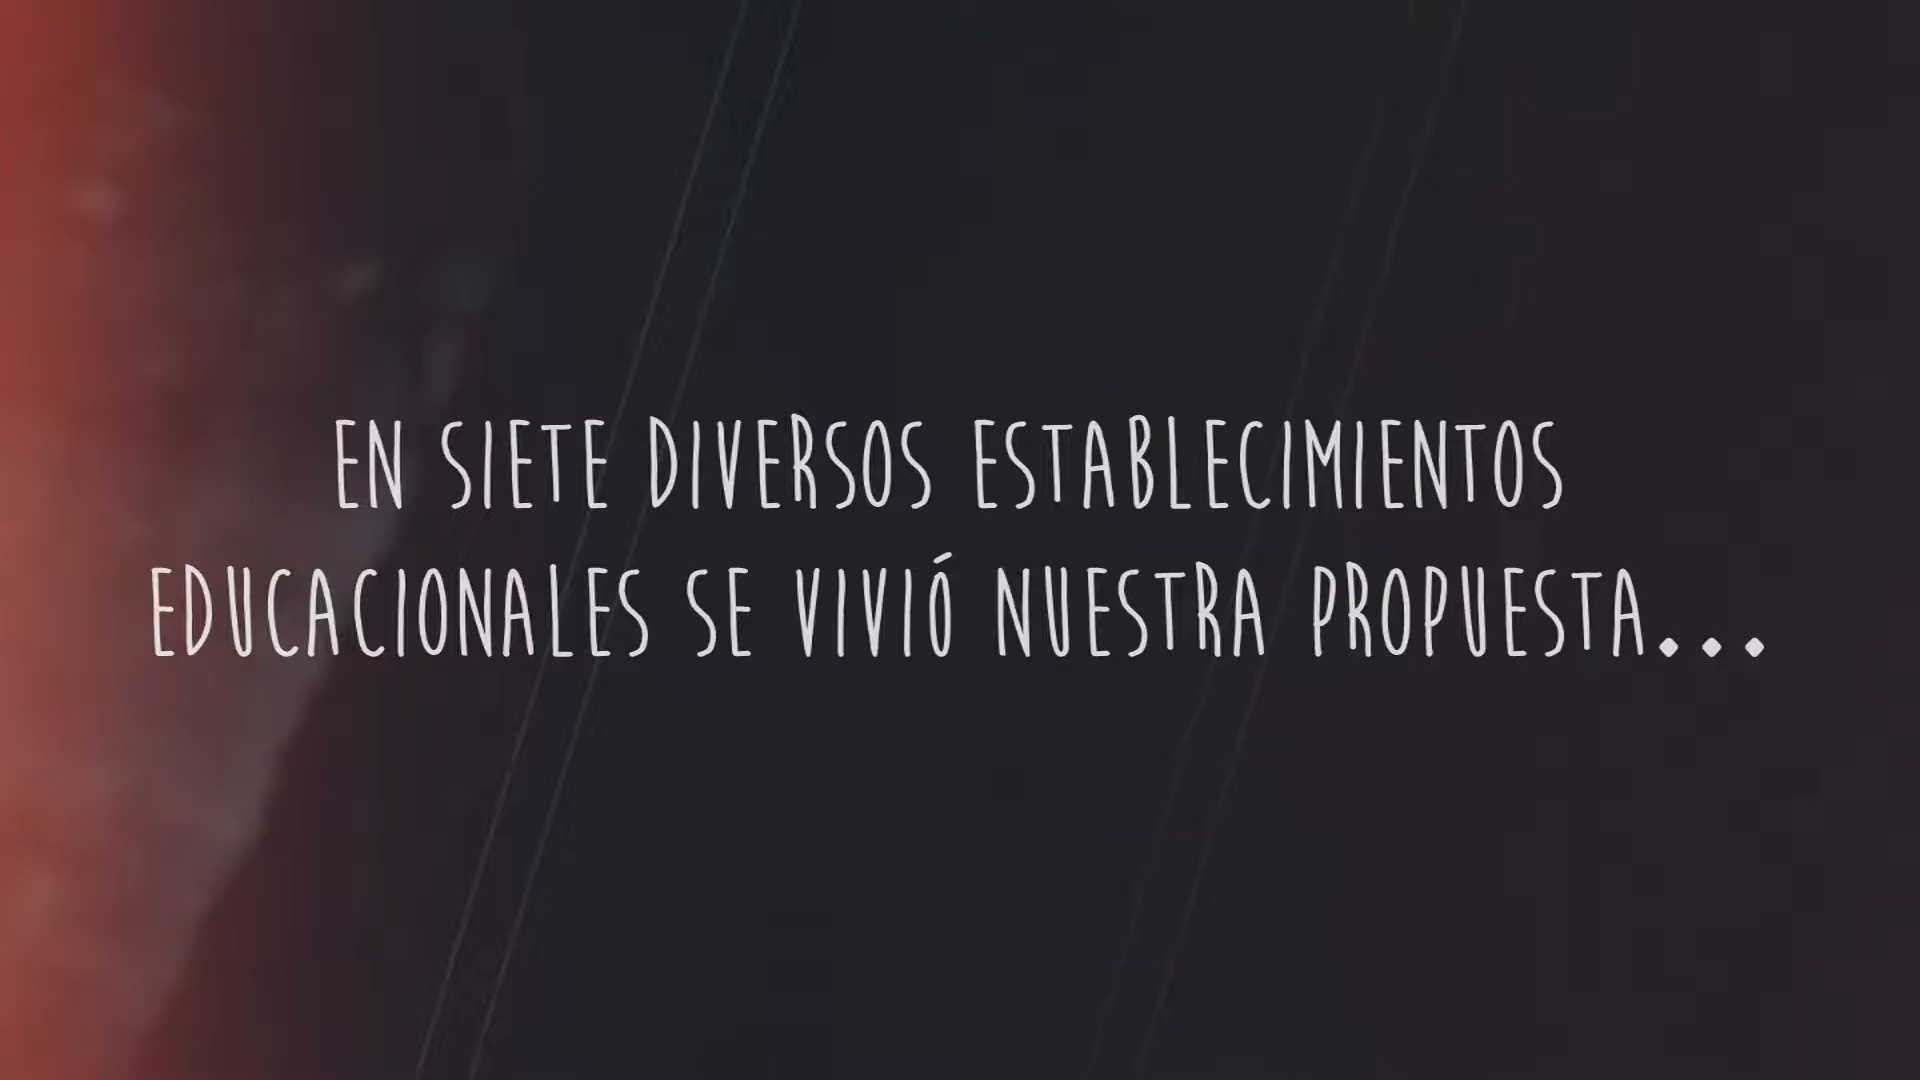 EN SIETE DIVERSOS ESTABLECIMIENTOS
EDUCACIONALES SE VIVIÓ NUESTRA PROPUESTA...